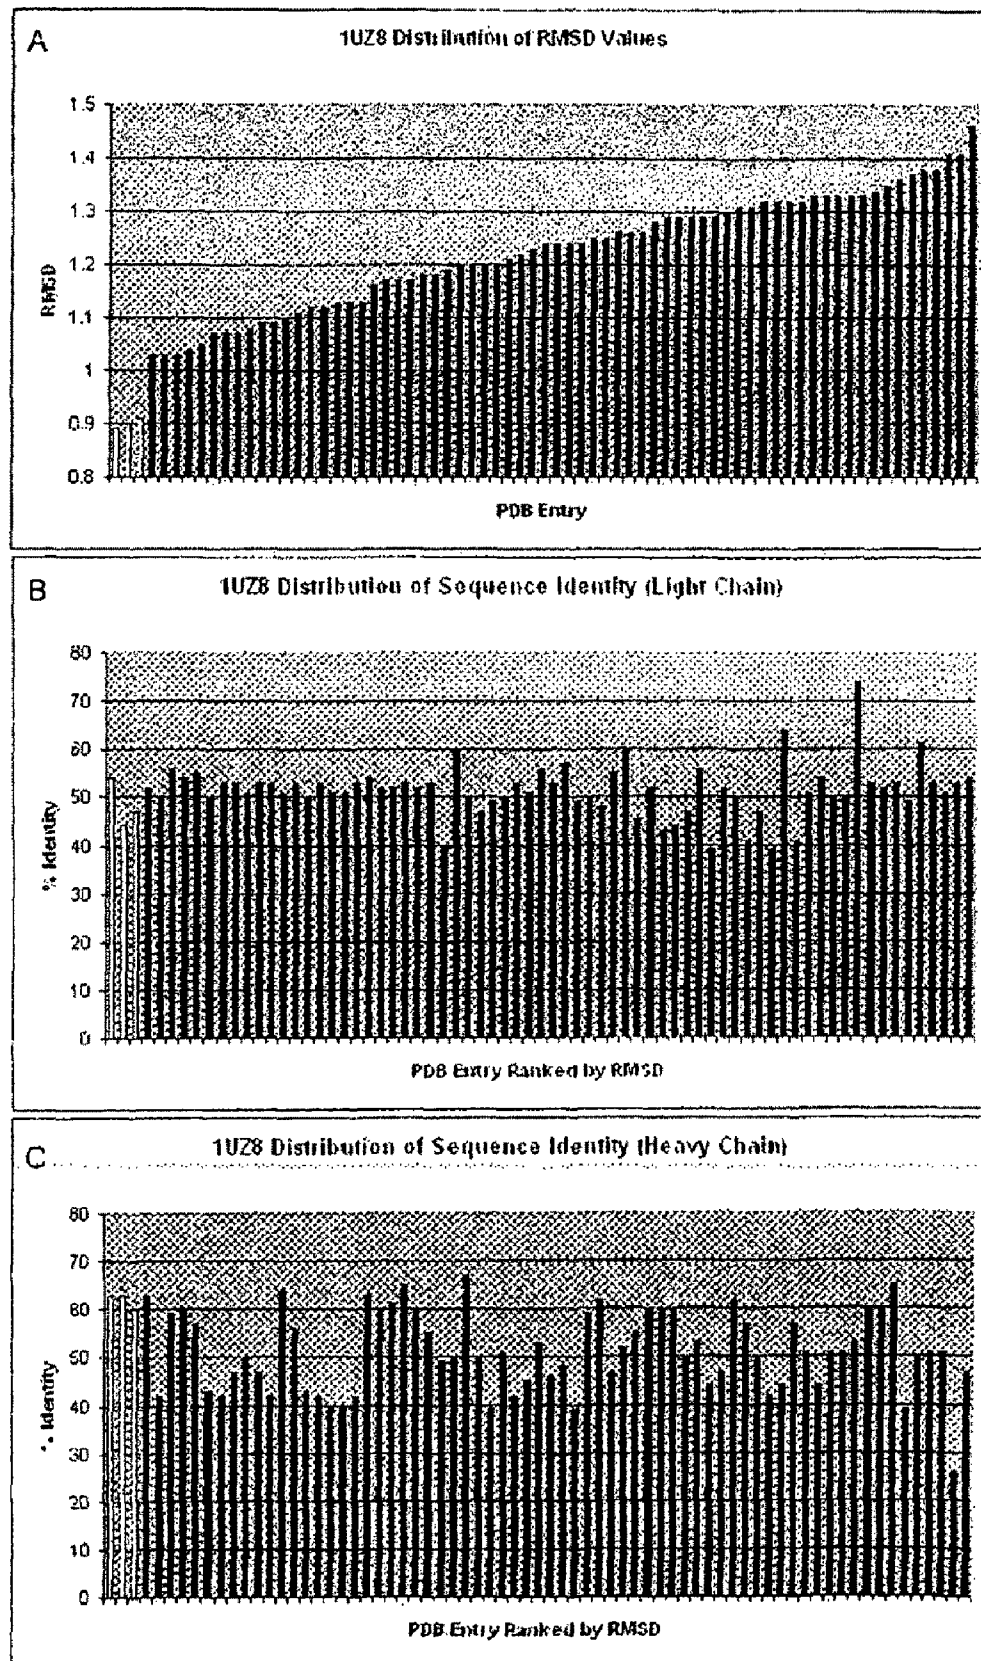 A
1UZ8 Distribution of RMSD Values
1.5
1.4
1.3
1.2
1.1
1
0.9
0.8
RMSD
PDB Entry
B
1UZ8 Distribution of Sequence Identity (Light Chain)
80
70
60
50
40
30
20
10
0
% Identity
PDB Entry Ranked by RMSD
C
1UZ8 Distribution of Sequence Identity (Heavy Chain)
80
70
60
50
40
30
20
10
0
% Identity
PDB Entry Ranked by RMSD